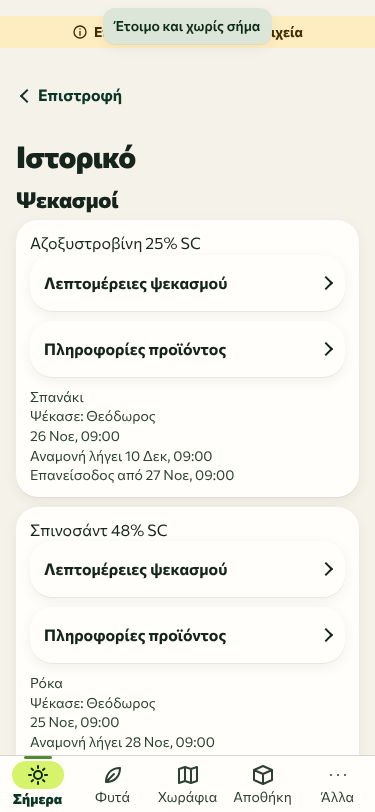 Έτοιμο και χωρίς σήμα
Επιστροφή
Ιστορικό
Ψεκασμοί
Αζοξυστροβίνη 25% SC
Λεπτομέρειες ψεκασμού
Πληροφορίες προϊόντος
Σπανάκι
Ψέκασε: Θεόδωρος
26 Νοε, 09:00
Αναμονή λήγει 10 Δεκ, 09:00
Επανείσοδος από 27 Νοε, 09:00
Σπινοσάντ 48% SC
Λεπτομέρειες ψεκασμού
Πληροφορίες προϊόντος
Ρόκα
Ψέκασε: Θεόδωρος
25 Νοε, 09:00
Αναμονή λήγει 28 Νοε, 09:00
Σήμερα
Φυτά
Χωράφια
Αποθήκη
Άλλα